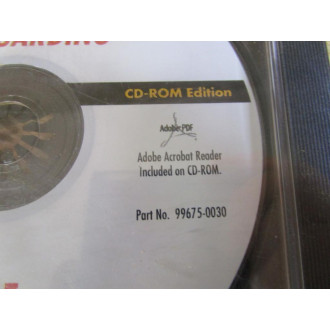 CD-ROM Edition
Adobe PDF
Adobe Acrobat Reader
Included on CD-ROM.
Part No. 99675-0030